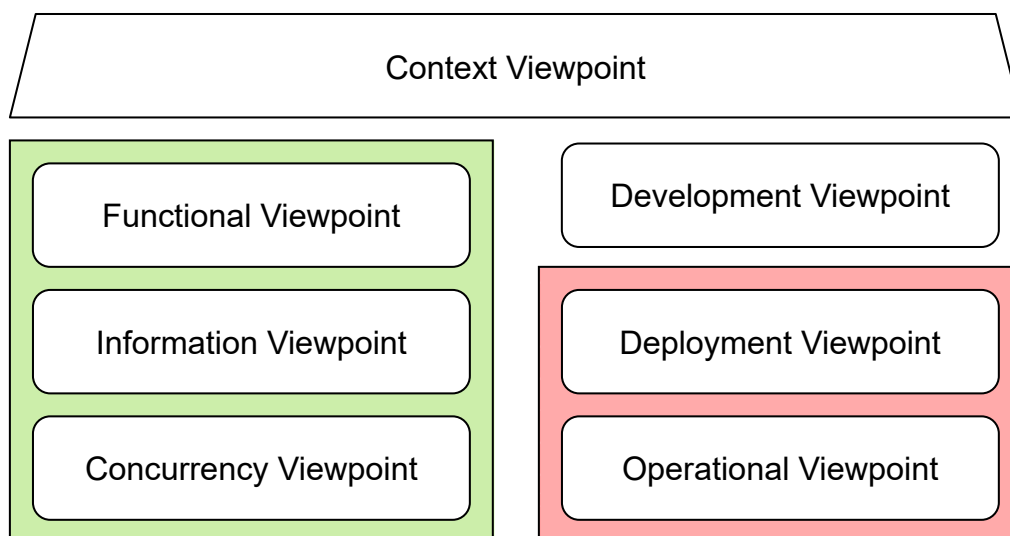 Context Viewpoint
Functional Viewpoint
Information Viewpoint
Concurrency Viewpoint
Development Viewpoint
Deployment Viewpoint
Operational Viewpoint